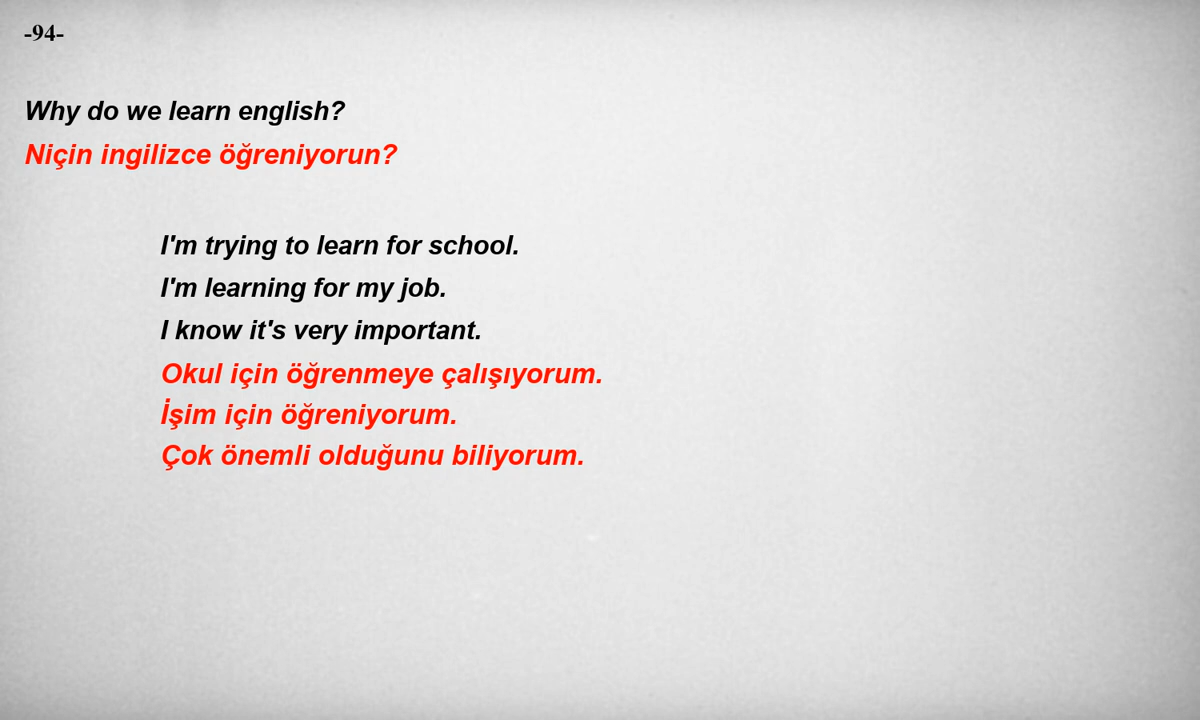 -94-
Why do we learn english?
Niçin ingilizce öğreniyorun?
I'm trying to learn for school.
I'm learning for my job.
I know it's very important.
Okul için öğrenmeye çalışıyorum.
İşim için öğreniyorum.
Çok önemli olduğunu biliyorum.